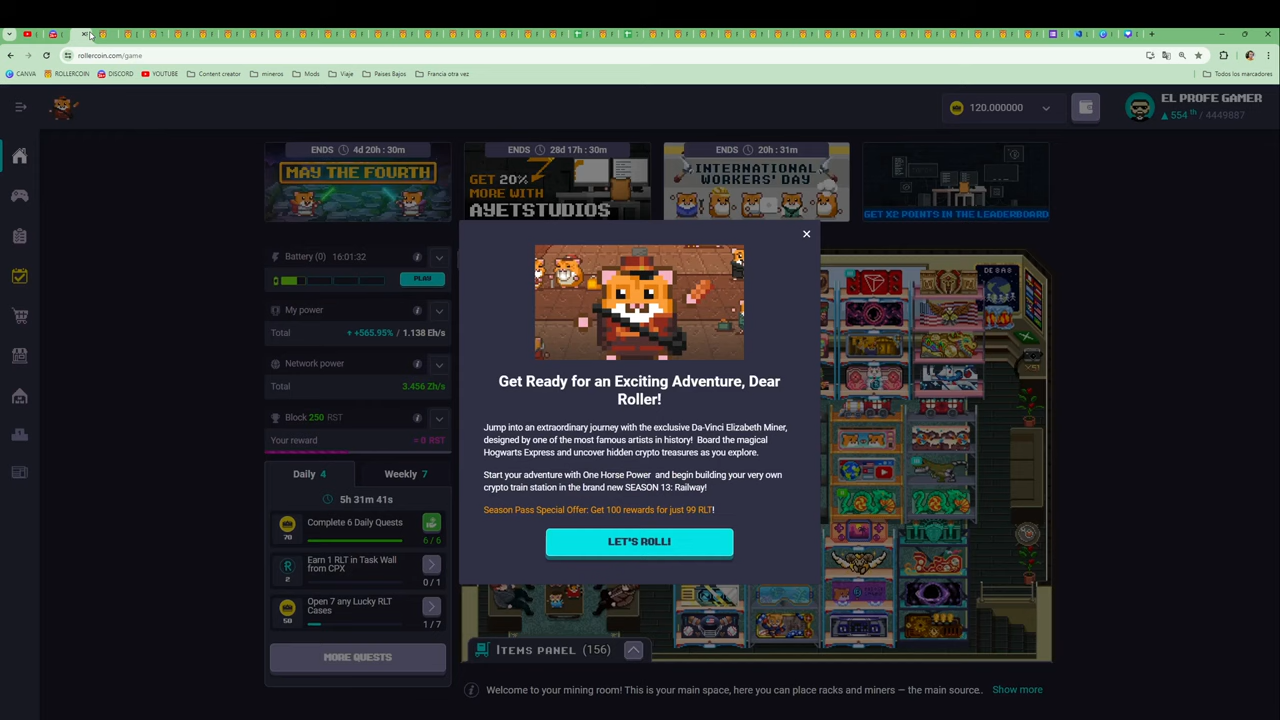 rollercoin.com/game
CANVA
ROLLERCOIN
DISCORD
YOUTUBE
Content creator
mineros
Mods
Viaje
Paises Bajos
Francia otra vez
Todos los marcadores
120.000000
EL PROFE GAMER
554 th / 4449887
ENDS 4d 20h : 30m
MAY THE FOURTH
ENDS 28d 17h : 30m
GET 20%
MORE WITH
AYETSTUDIOS
ENDS 20h : 31m
INTERNATIONAL
WORKERS' DAY
GET X2 POINTS IN THE LEADERBOARD
Battery (0) 16:01:32
PLAY
My power
Total +565.95% / 1.138 Eh/s
Network power
Total 3.456 Zh/s
Block 250 RST
Your reward ≈ 0 RST
Daily 4
Weekly 7
5h 31m 41s
Complete 6 Daily Quests
70
6 / 6
Earn 1 RLT in Task Wall
from CPX
2
0 / 1
Open 7 any Lucky RLT
Cases
50
1 / 7
MORE QUESTS
Get Ready for an Exciting Adventure, Dear
Roller!
Jump into an extraordinary journey with the exclusive Da-Vinci Elizabeth Miner,
designed by one of the most famous artists in history! Board the magical
Hogwarts Express and uncover hidden crypto treasures as you explore.
Start your adventure with One Horse Power and begin building your very own
crypto train station in the brand new SEASON 13: Railway!
Season Pass Special Offer: Get 100 rewards for just 99 RLT!
LET'S ROLL!
ITEMS PANEL (156)
Welcome to your mining room! This is your main space, here you can place racks and miners — the main source..
Show more